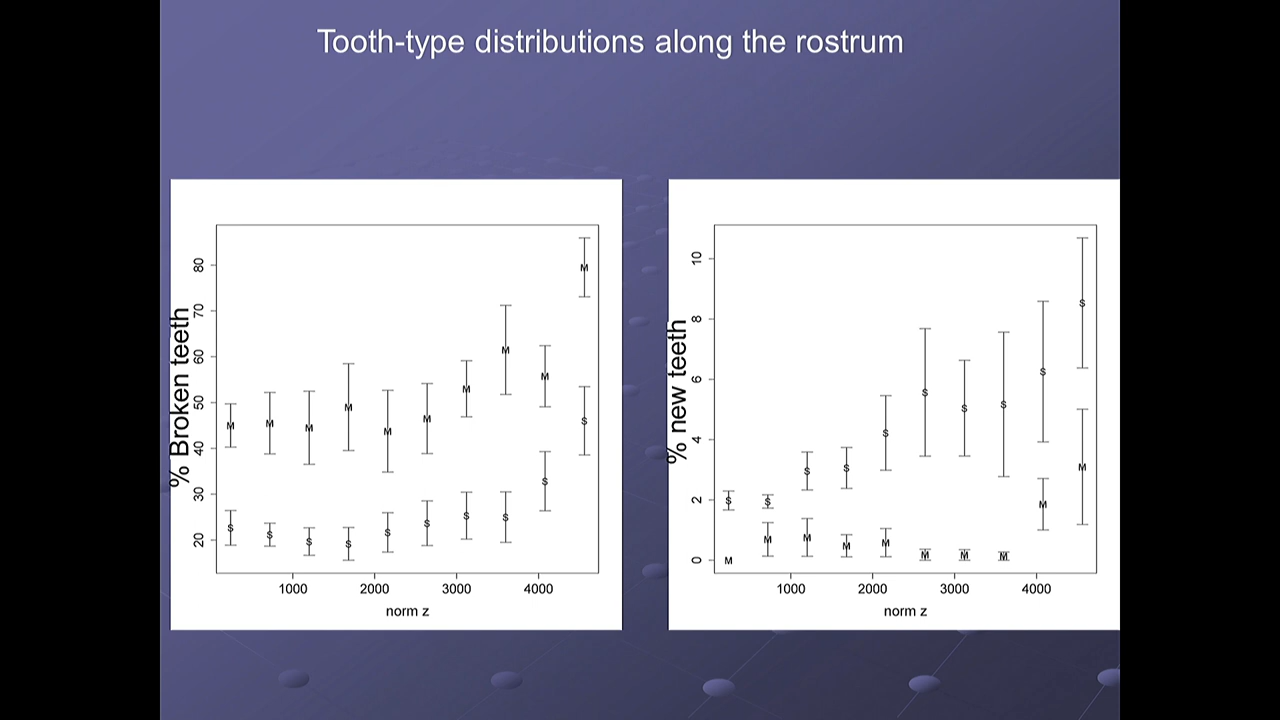 Tooth-type distributions along the rostrum
% Broken teeth
80
70
60
50
40
30
20
M M M M M M M M M M
S S S S S S S S S S
1000 2000 3000 4000
norm z
% new teeth
10
8
6
4
2
0
S S S S S S S S S S
M M M M M M M M M M
1000 2000 3000 4000
norm z